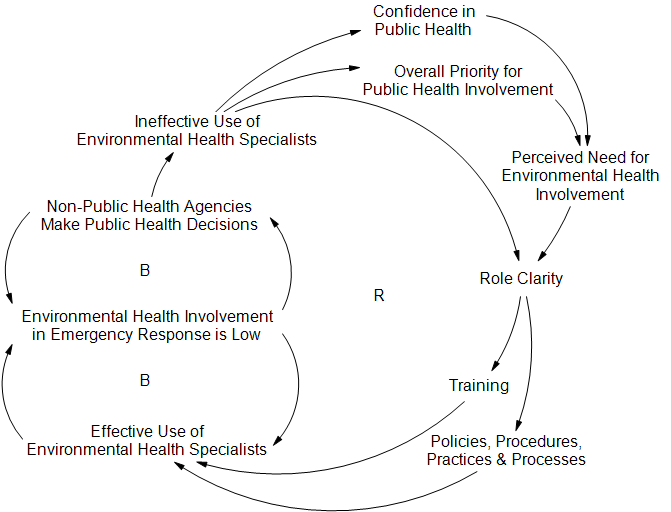 Confidence in
Public Health
Overall Priority for
Public Health Involvement
Ineffective Use of
Environmental Health Specialists
Perceived Need for
Environmental Health
Involvement
Non-Public Health Agencies
Make Public Health Decisions
B
Role Clarity
R
Environmental Health Involvement
in Emergency Response is Low
B
Training
Effective Use of
Environmental Health Specialists
Policies, Procedures,
Practices & Processes